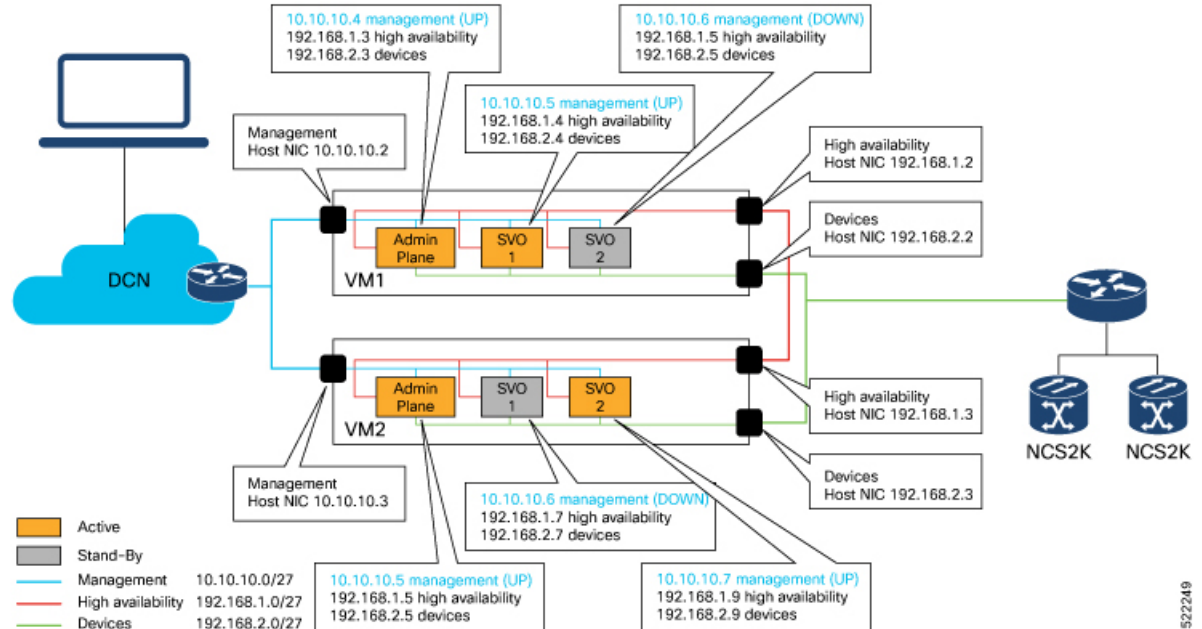 10.10.10.4 management (UP)
192.168.1.3 high availability
192.168.2.3 devices
10.10.10.6 management (DOWN)
192.168.1.5 high availability
192.168.2.5 devices
10.10.10.5 management (UP)
192.168.1.4 high availability
192.168.2.4 devices
Management
Host NIC 10.10.10.2
High availability
Host NIC 192.168.1.2
Devices
Host NIC 192.168.2.2
Admin
Plane
SVO
1
SVO
2
VM1
DCN
Admin
Plane
SVO
1
SVO
2
VM2
High availability
Host NIC 192.168.1.3
Devices
Host NIC 192.168.2.3
NCS2K
NCS2K
Management
Host NIC 10.10.10.3
10.10.10.6 management (DOWN)
192.168.1.7 high availability
192.168.2.7 devices
10.10.10.5 management (UP)
192.168.1.5 high availability
192.168.2.5 devices
10.10.10.7 management (UP)
192.168.1.9 high availability
192.168.2.9 devices
Active
Stand-By
Management 10.10.10.0/27
High availability 192.168.1.0/27
Devices 192.168.2.0/27
522249